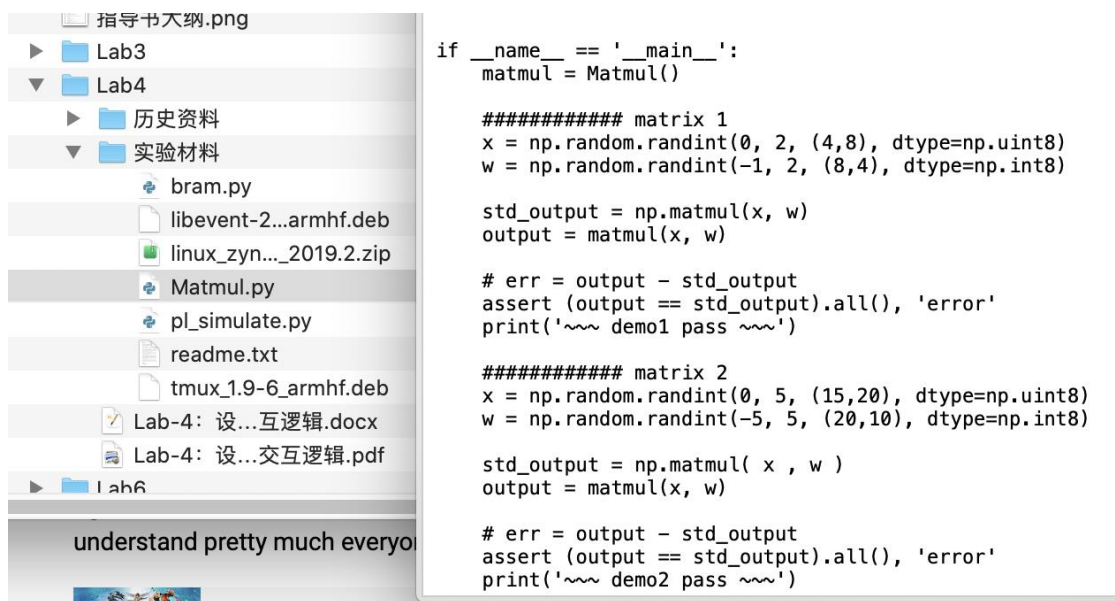 指导书大纲.png
Lab3
Lab4
历史资料
实验材料
bram.py
libevent-2...armhf.deb
linux_zyn..._2019.2.zip
Matmul.py
pl_simulate.py
readme.txt
tmux_1.9-6_armhf.deb
Lab-4：设...互逻辑.docx
Lab-4：设...交互逻辑.pdf
Lab6
understand pretty much everyo
if __name__ == '__main__':
    matmul = Matmul()
    ############ matrix 1
    x = np.random.randint(0, 2, (4,8), dtype=np.uint8)
    w = np.random.randint(-1, 2, (8,4), dtype=np.int8)
    std_output = np.matmul(x, w)
    output = matmul(x, w)
    # err = output - std_output
    assert (output == std_output).all(), 'error'
    print('~~~ demo1 pass ~~~')
    ############ matrix 2
    x = np.random.randint(0, 5, (15,20), dtype=np.uint8)
    w = np.random.randint(-5, 5, (20,10), dtype=np.int8)
    std_output = np.matmul( x , w )
    output = matmul(x, w)
    # err = output - std_output
    assert (output == std_output).all(), 'error'
    print('~~~ demo2 pass ~~~')